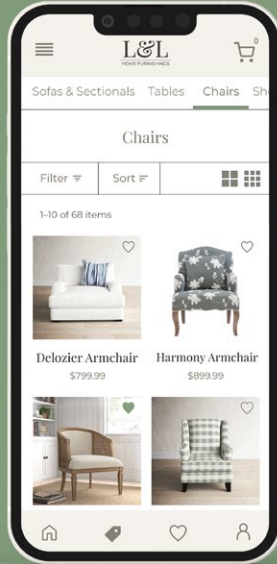 L&L
HOME FURNISHINGS
0
Sofas & Sectionals Tables Chairs Sh
Chairs
Filter Sort
1-10 of 68 items
Delozier Armchair Harmony Armchair
$799.99 $899.99